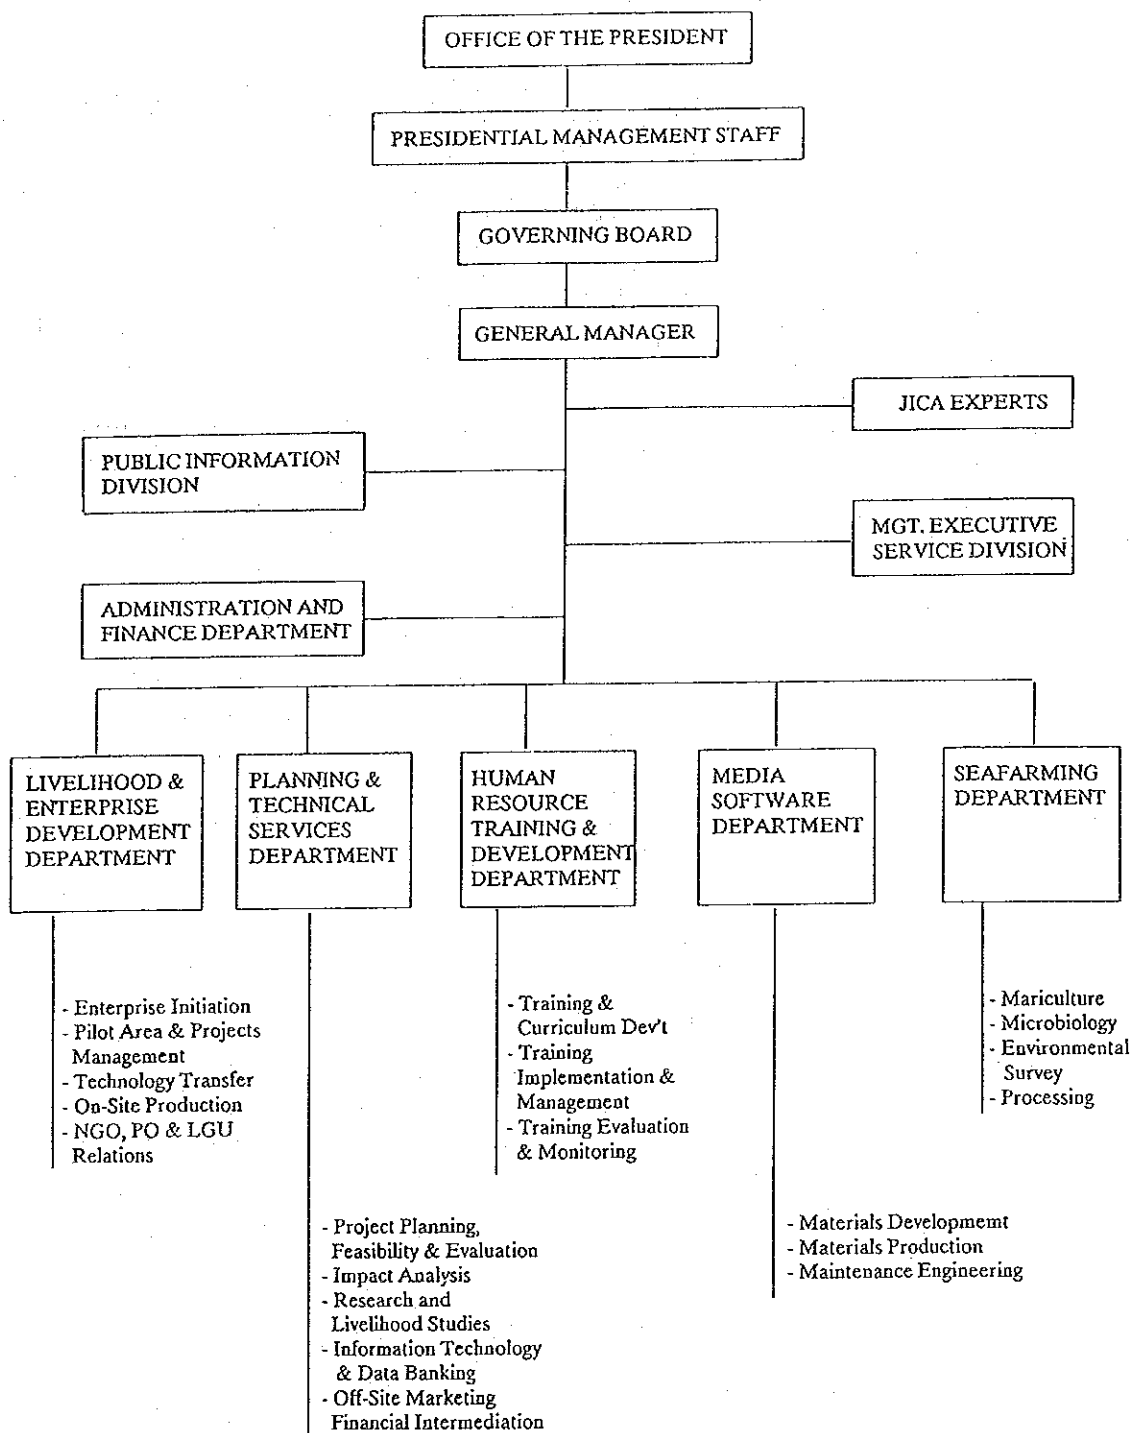 OFFICE OF THE PRESIDENT
PRESIDENTIAL MANAGEMENT STAFF
GOVERNING BOARD
GENERAL MANAGER
JICA EXPERTS
PUBLIC INFORMATION
DIVISION
MGT. EXECUTIVE
SERVICE DIVISION
ADMINISTRATION AND
FINANCE DEPARTMENT
LIVELIHOOD &
ENTERPRISE
DEVELOPMENT
DEPARTMENT
PLANNING &
TECHNICAL
SERVICES
DEPARTMENT
HUMAN
RESOURCE
TRAINING &
DEVELOPMENT
DEPARTMENT
MEDIA
SOFTWARE
DEPARTMENT
SEAFARMING
DEPARTMENT
- Enterprise Initiation
- Pilot Area & Projects
Management
- Technology Transfer
- On-Site Production
- NGO, PO & LGU
Relations
- Project Planning,
Feasibility & Evaluation
- Impact Analysis
- Research and
Livelihood Studies
- Information Technology
& Data Banking
- Off-Site Marketing
Financial Intermediation
- Training &
Curriculum Dev't
- Training
Implementation &
Management
- Training Evaluation
& Monitoring
- Materials Developmemt
- Materials Production
- Maintenance Engineering
- Mariculture
- Microbiology
- Environmental
Survey
- Processing